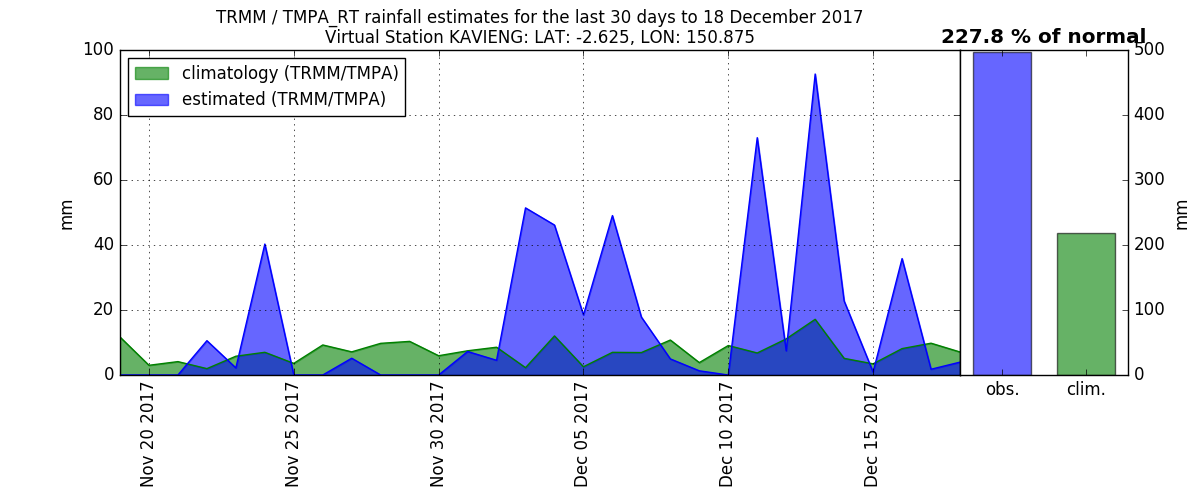 TRMM / TMPA_RT rainfall estimates for the last 30 days to 18 December 2017
Virtual Station KAVIENG: LAT: -2.625, LON: 150.875
227.8 % of normal
climatology (TRMM/TMPA)
estimated (TRMM/TMPA)
100
80
60
40
20
0
mm
Nov 20 2017
Nov 25 2017
Nov 30 2017
Dec 05 2017
Dec 10 2017
Dec 15 2017
500
400
300
200
100
0
mm
obs.
clim.